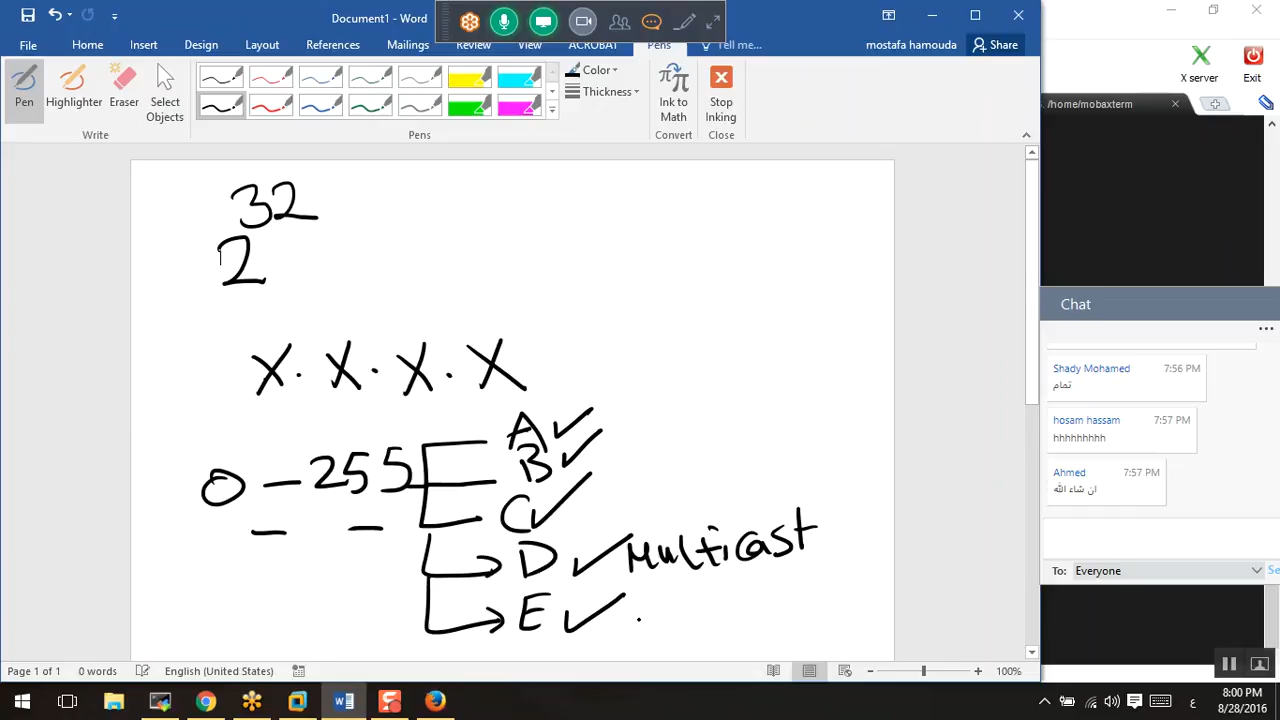 Document1 - Word
File
Home
Insert
Design
Layout
References
Mailings
Review
View
ACROBAT
Pens
Tell me...
mostafa hamouda
Share
X server
Exit
Pen
Highlighter
Eraser
Select Objects
Color
Thickness
Ink to Math
Stop Inking
Write
Pens
Convert
Close
/home/mobaxterm
32
2
X. X. X. X
A
0 - 255
B
C
D Multicast
E
Chat
Shady Mohamed 7:56 PM
تمام
hosam hassam 7:57 PM
hhhhhhhhh
Ahmed 7:57 PM
ان شاء الله
To: Everyone
Se
Page 1 of 1
0 words
English (United States)
100%
ع
8:00 PM
8/28/2016